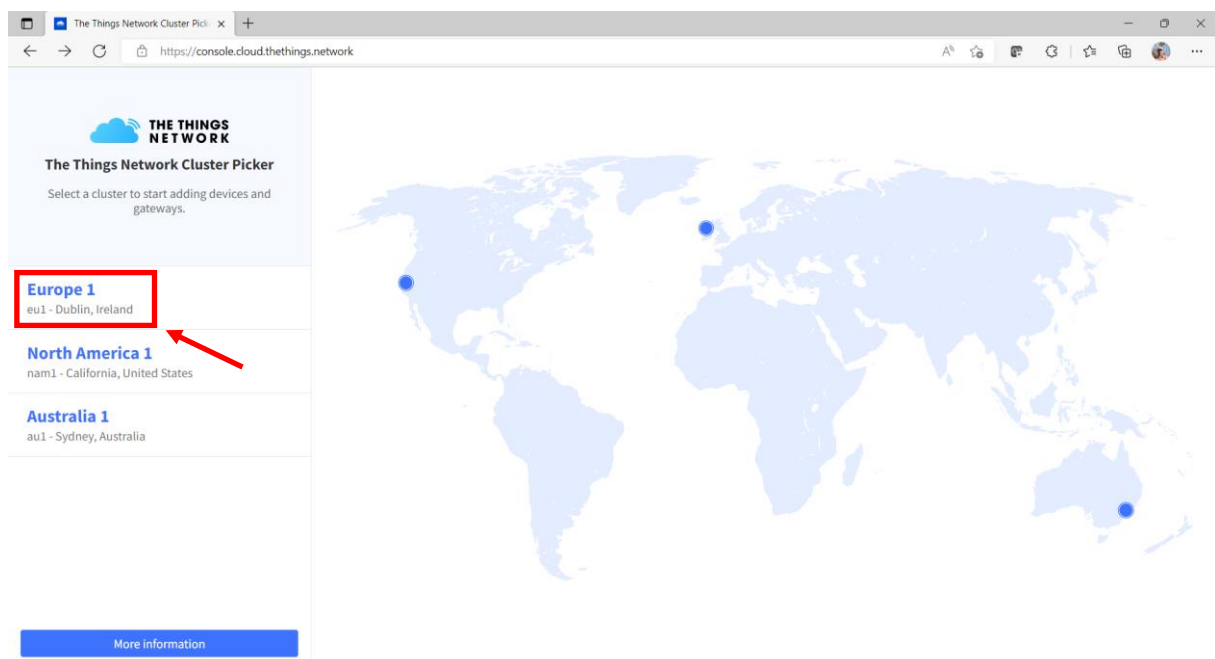 The Things Network Cluster Pick
https://console.cloud.thethings.network
THE THINGS
NETWORK
The Things Network Cluster Picker
Select a cluster to start adding devices and
gateways.
Europe 1
eu1 - Dublin, Ireland
North America 1
nam1 - California, United States
Australia 1
au1 - Sydney, Australia
More information